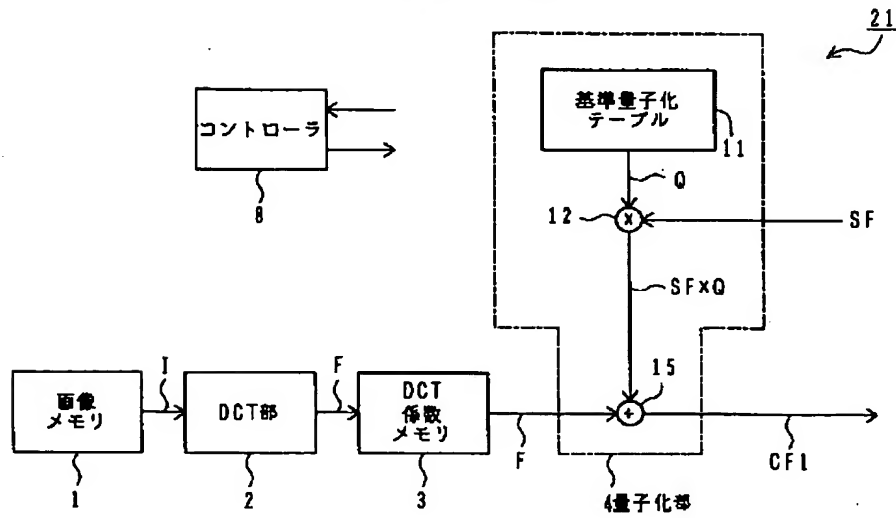 21
基準量子化
テーブル
11
コントローラ
8
Q
12
×
SF
SF×Q
画像
メモリ
1
I
DCT部
2
F
DCT
係数
メモリ
3
F
15
CF1
4量子化部